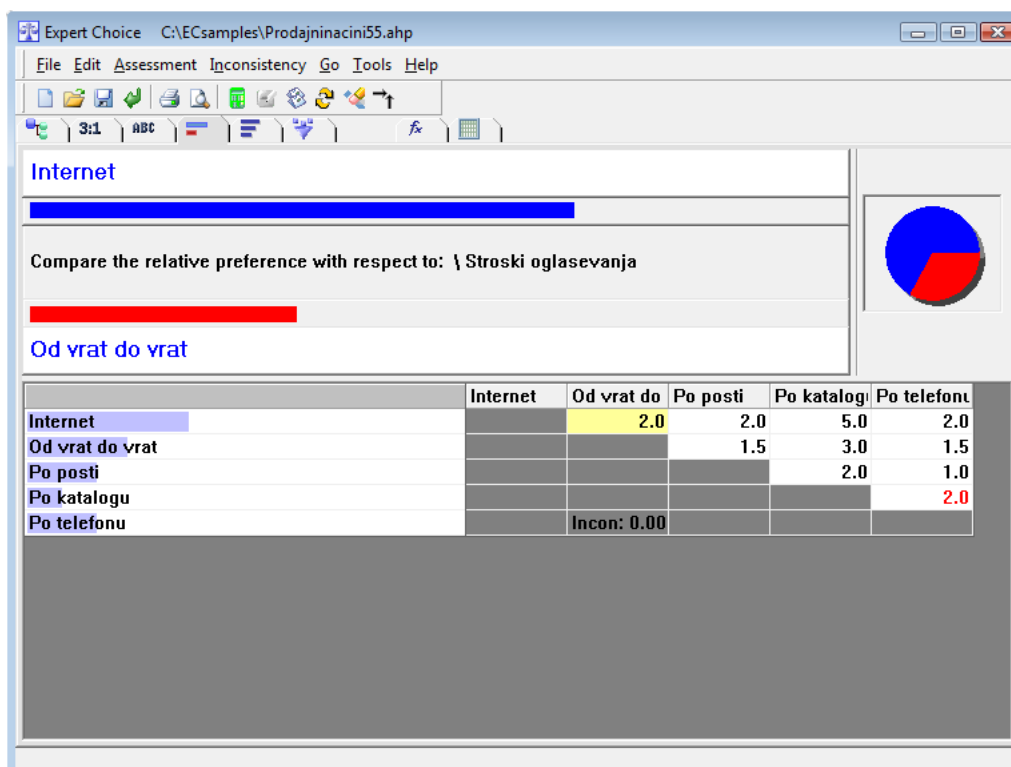 Expert Choice C:\ECsamples\Prodajninacini55.ahp
File Edit Assessment Inconsistency Go Tools Help
3:1 ABC fx
Internet
Compare the relative preference with respect to: \ Stroski oglasevanja
Od vrat do vrat
Internet Od vrat do Po posti Po katalogu Po telefonu
Internet 2.0 2.0 5.0 2.0
Od vrat do vrat 1.5 3.0 1.5
Po posti 2.0 1.0
Po katalogu 2.0
Po telefonu Incon: 0.00